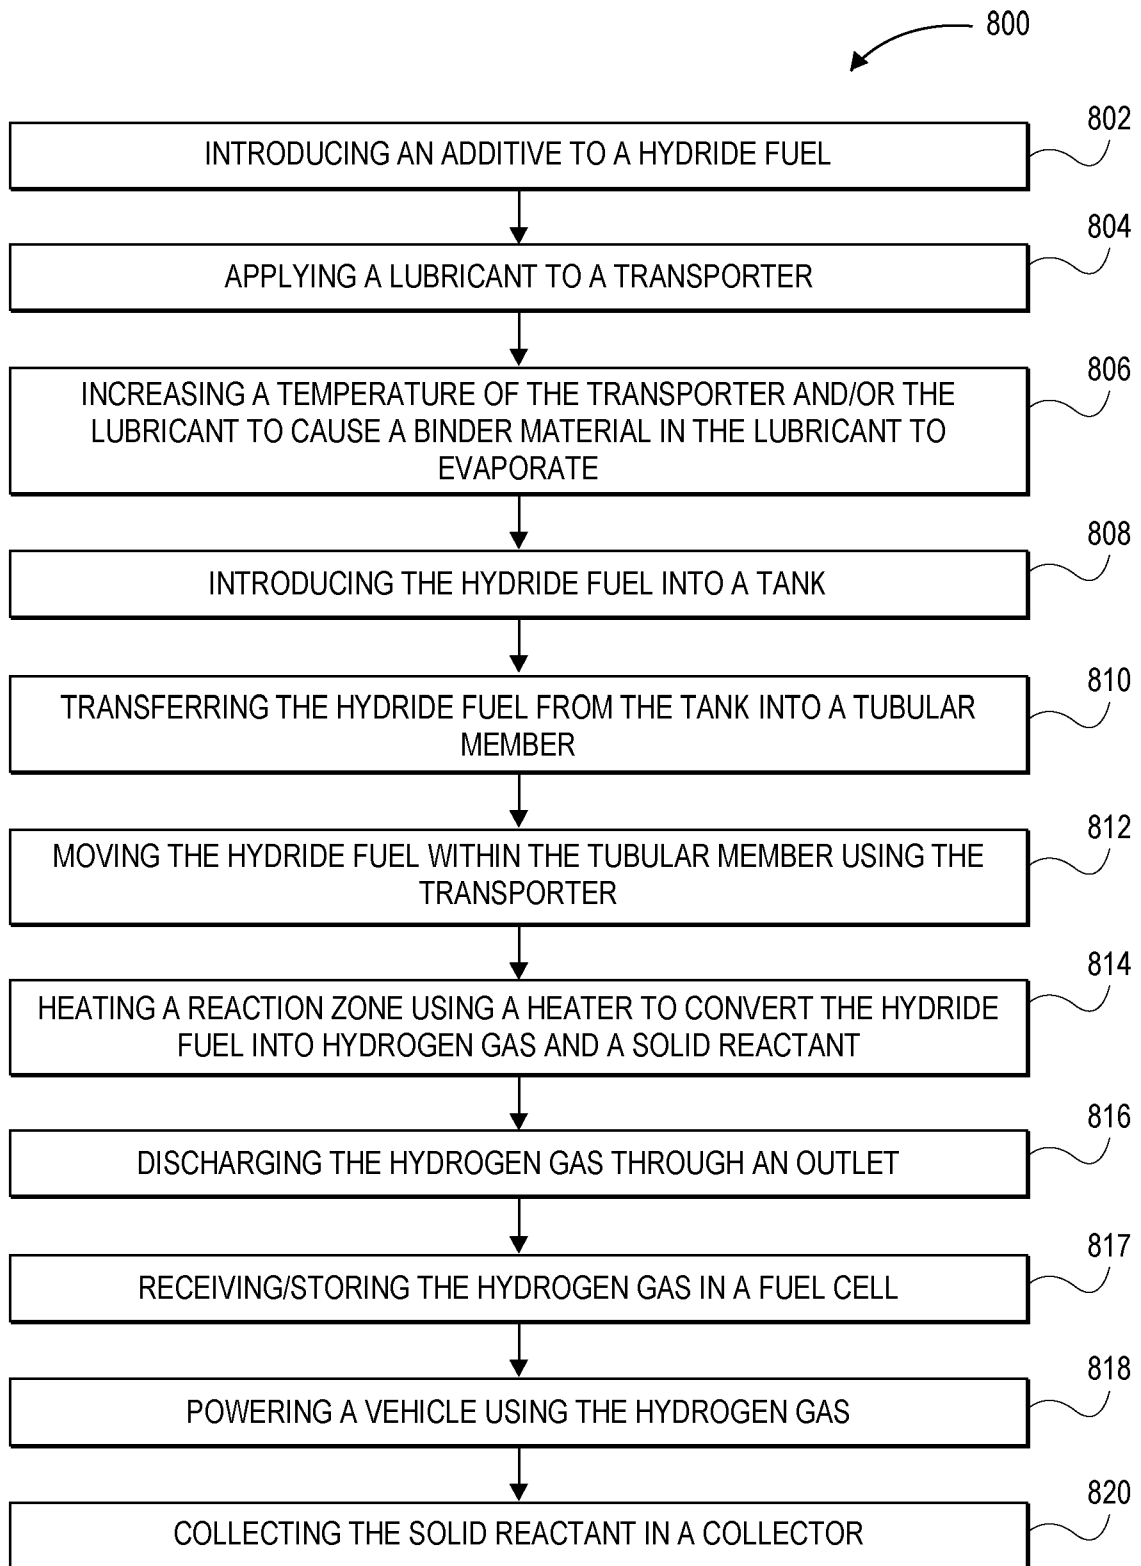 800
802
INTRODUCING AN ADDITIVE TO A HYDRIDE FUEL
804
APPLYING A LUBRICANT TO A TRANSPORTER
806
INCREASING A TEMPERATURE OF THE TRANSPORTER AND/OR THE
LUBRICANT TO CAUSE A BINDER MATERIAL IN THE LUBRICANT TO
EVAPORATE
808
INTRODUCING THE HYDRIDE FUEL INTO A TANK
810
TRANSFERRING THE HYDRIDE FUEL FROM THE TANK INTO A TUBULAR
MEMBER
812
MOVING THE HYDRIDE FUEL WITHIN THE TUBULAR MEMBER USING THE
TRANSPORTER
814
HEATING A REACTION ZONE USING A HEATER TO CONVERT THE HYDRIDE
FUEL INTO HYDROGEN GAS AND A SOLID REACTANT
816
DISCHARGING THE HYDROGEN GAS THROUGH AN OUTLET
817
RECEIVING/STORING THE HYDROGEN GAS IN A FUEL CELL
818
POWERING A VEHICLE USING THE HYDROGEN GAS
820
COLLECTING THE SOLID REACTANT IN A COLLECTOR